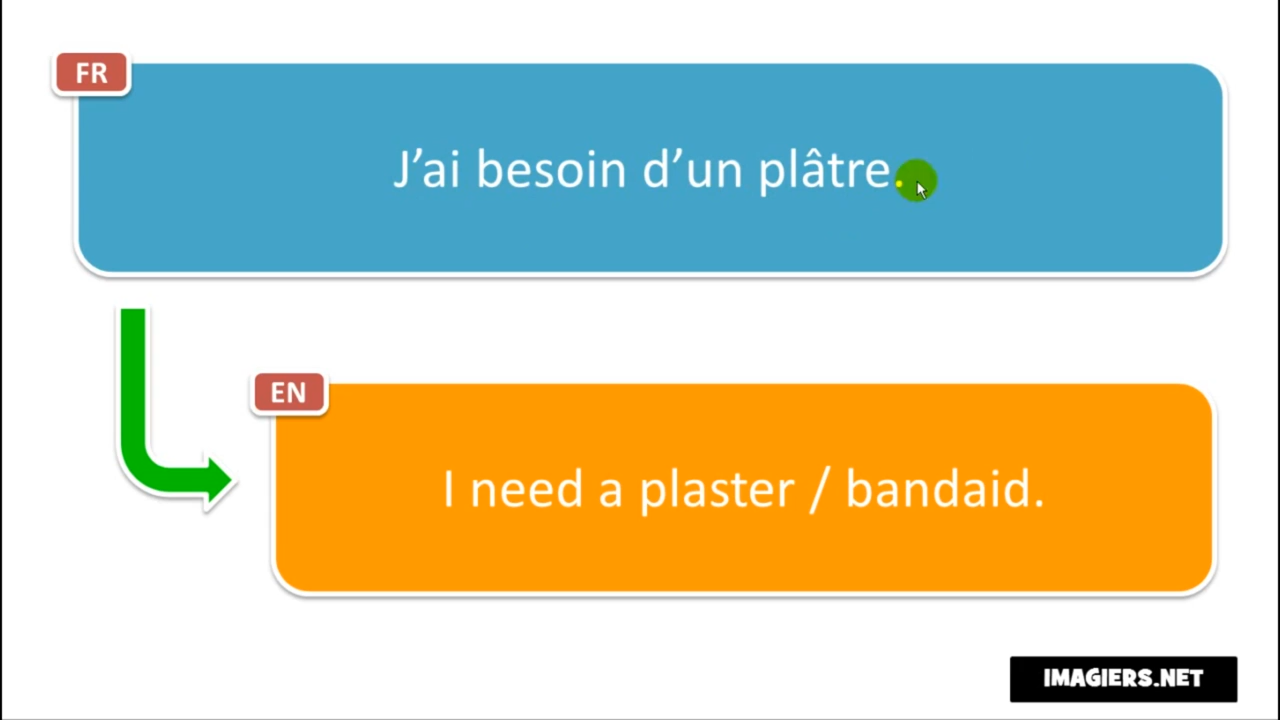 FR
J’ai besoin d’un plâtre.
EN
I need a plaster / bandaid.
IMAGIERS.NET